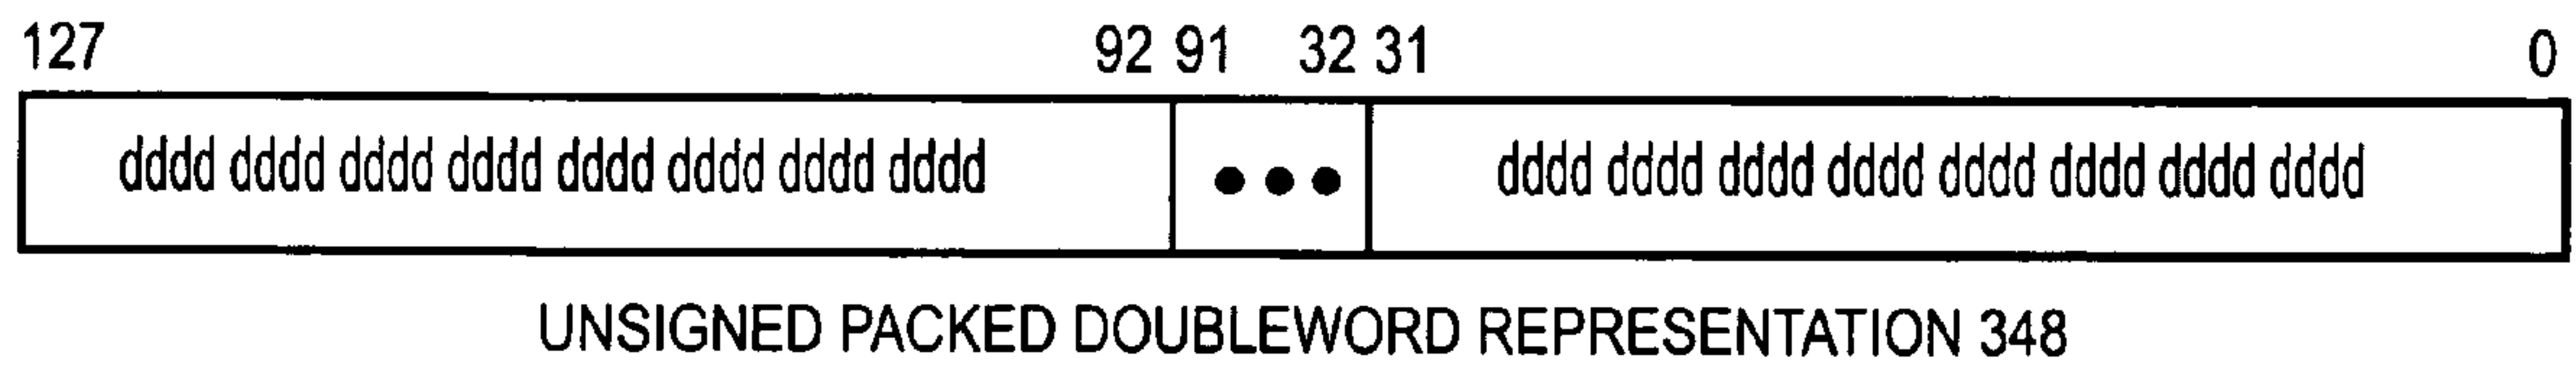 127 92 91 32 31 0
dddd dddd dddd dddd dddd dddd dddd dddd ••• dddd dddd dddd dddd dddd dddd dddd dddd
UNSIGNED PACKED DOUBLEWORD REPRESENTATION 348